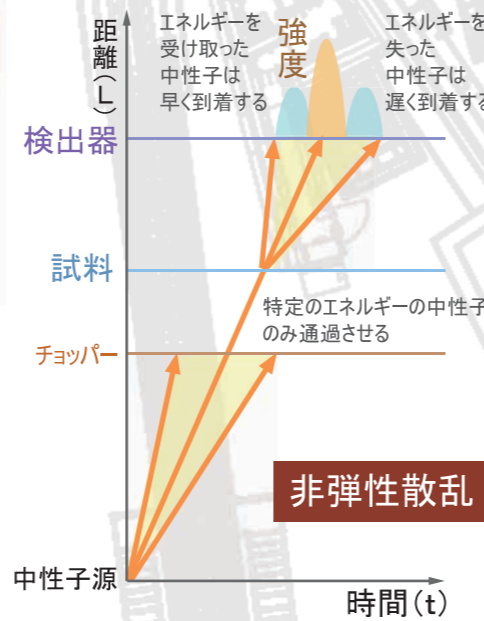 距離(L)
エネルギーを
受け取った
中性子は
早く到着する
強度
エネルギーを
失った
中性子は
遅く到着する
検出器
試料
特定のエネルギーの中性子
のみ通過させる
チョッパー
非弾性散乱
中性子源
時間(t)